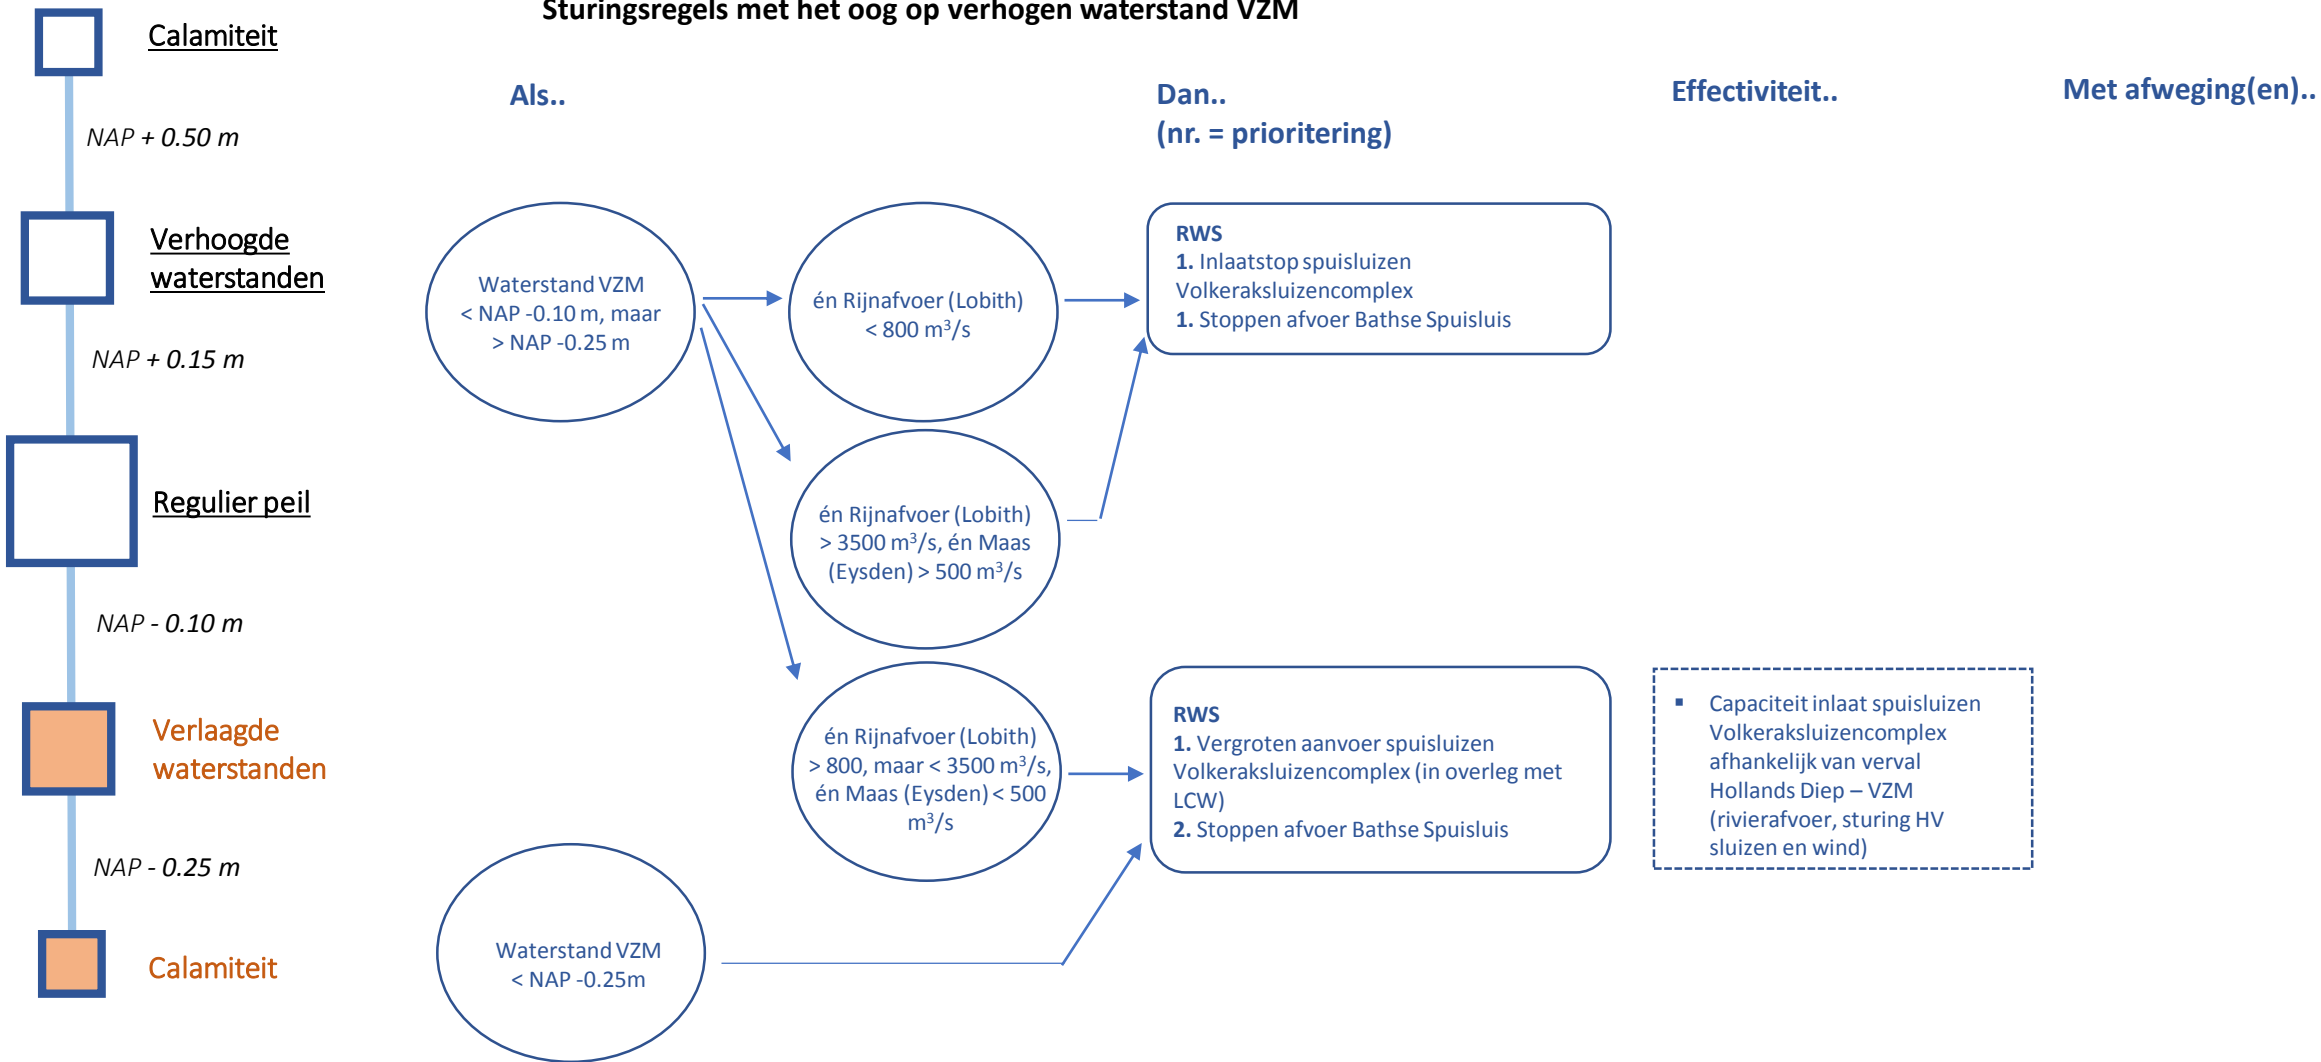 Sturingsregels met het oog op verhogen waterstand VZM
Calamiteit
NAP + 0.50 m
Verhoogde
waterstanden
NAP + 0.15 m
Regulier peil
NAP - 0.10 m
Verlaagde
waterstanden
NAP - 0.25 m
Calamiteit
Als..
Dan..
(nr. = prioritering)
Effectiviteit..
Met afweging(en)..
Waterstand VZM
< NAP -0.10 m, maar
> NAP -0.25 m
én Rijnafvoer (Lobith)
< 800 m³/s
RWS
1. Inlaatstop spuisluizen
Volkeraksluizencomplex
1. Stoppen afvoer Bathse Spuisluis
én Rijnafvoer (Lobith)
> 3500 m³/s, én Maas
(Eysden) > 500 m³/s
én Rijnafvoer (Lobith)
> 800, maar < 3500 m³/s,
én Maas (Eysden) < 500
m³/s
RWS
1. Vergroten aanvoer spuisluizen
Volkeraksluizencomplex (in overleg met
LCW)
2. Stoppen afvoer Bathse Spuisluis
▪ Capaciteit inlaat spuisluizen
Volkeraksluizencomplex
afhankelijk van verval
Hollands Diep – VZM
(rivierafvoer, sturing HV
sluizen en wind)
Waterstand VZM
< NAP -0.25m